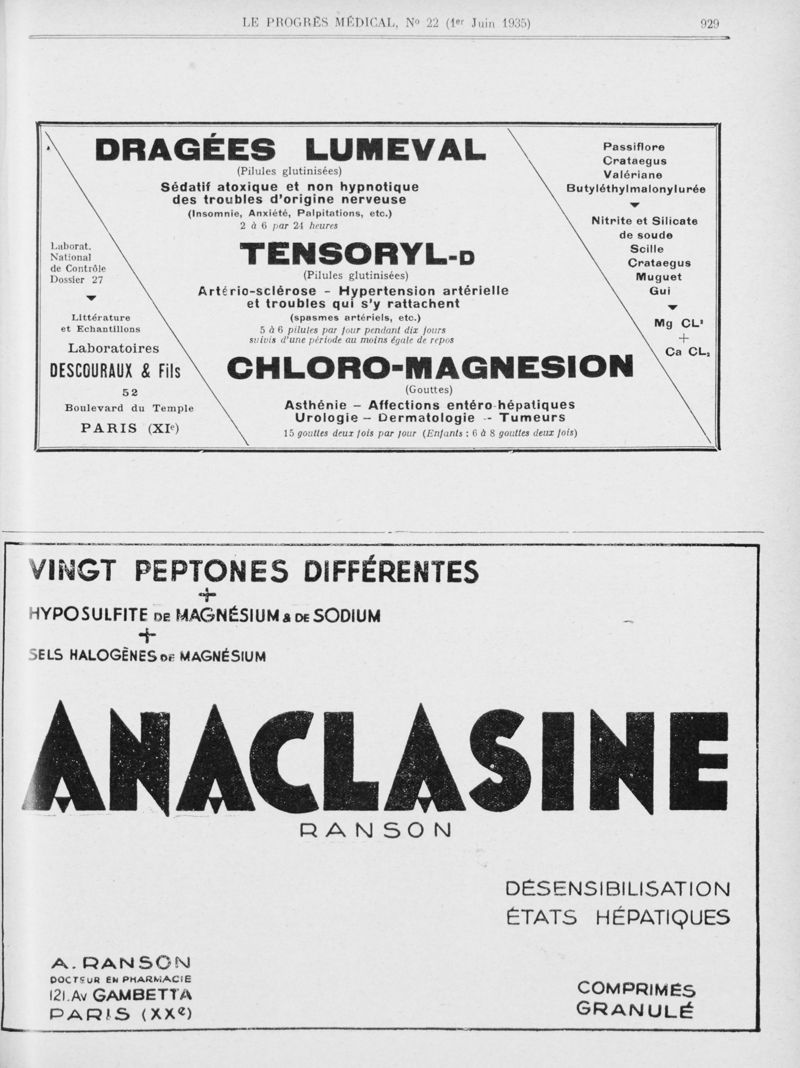 LE PROGRÈS MÉDICAL, Nº 22 (1er Juin 1935)
929
DRAGÉES LUMEVAL
(Pilules glutinisées)
Sédatif atoxique et non hypnotique
des troubles d'origine nerveuse
(Insomnie, Anxiété, Palpitations, etc.)
2 à 6 par 24 heures
TENSORYL-D
(Pilules glutinisées)
Artério-sclérose - Hypertension artérielle
et troubles qui s'y rattachent
(spasmes artériels, etc.)
5 à 6 pilules par jour pendant dix jours
suivis d'une période au moins égale de repos
CHLORO-MAGNESION
(Gouttes)
Asthénie - Affections entéro-hépatiques
Urologie - Dermatologie - Tumeurs
15 gouttes deux fois par jour (Enfants : 6 à 8 gouttes deux fois)
Laborat.
National
de Contrôle
Dossier 27
Littérature
et Echantillons
Laboratoires
DESCOURAUX & Fils
52
Boulevard du Temple
PARIS (XIe)
Passiflore
Crataegus
Valériane
Butyléthylmalonylurée
Nitrite et Silicate
de soude
Scille
Crataegus
Muguet
Gui
Mg CL²
+
Ca CL₂
VINGT PEPTONES DIFFÉRENTES
+
HYPOSULFITE DE MAGNÉSIUM & DE SODIUM
+
SELS HALOGÈNES DE MAGNÉSIUM
ANACLASINE
RANSON
DÉSENSIBILISATION
ÉTATS HÉPATIQUES
A. RANSON
DOCTEUR EN PHARMACIE
121. Av GAMBETTA
PARIS (XXe)
COMPRIMÉS
GRANULÉ